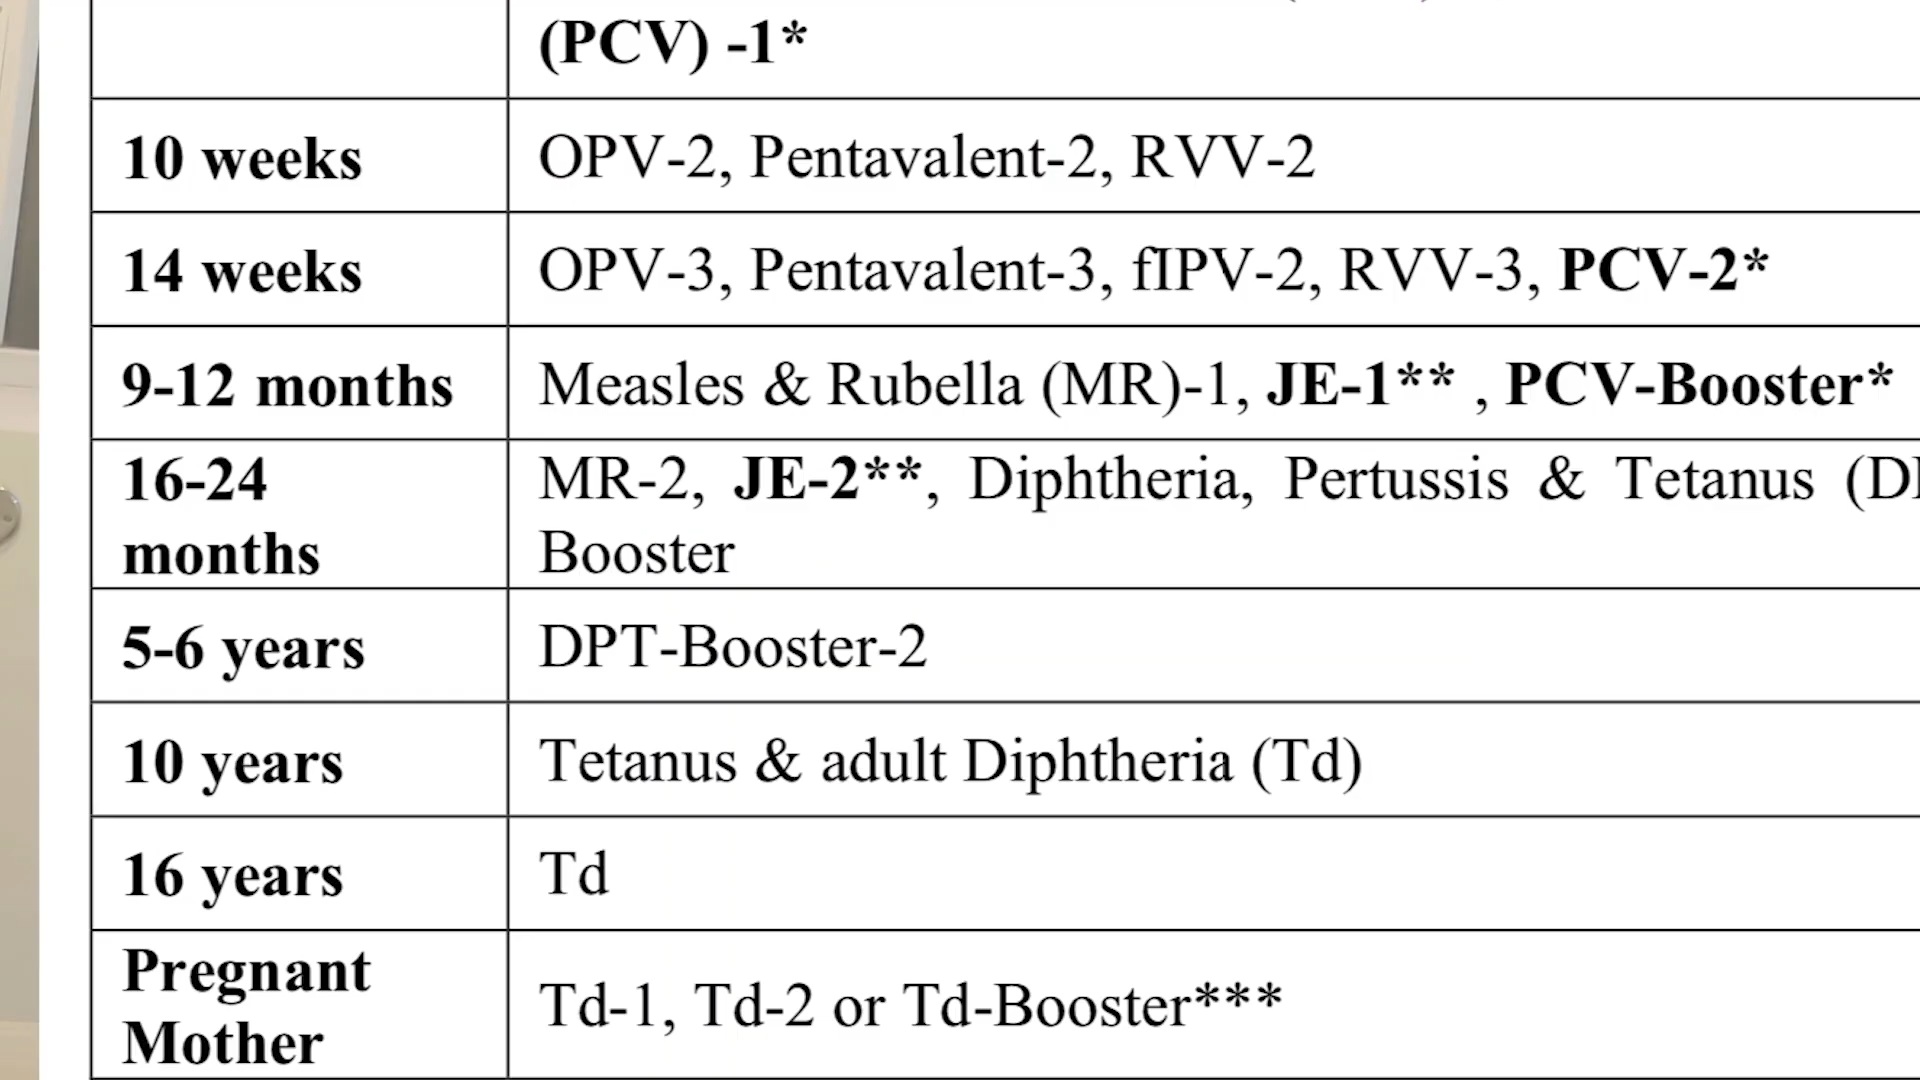 (PCV) -1*
10 weeks
OPV-2, Pentavalent-2, RVV-2
14 weeks
OPV-3, Pentavalent-3, fIPV-2, RVV-3, PCV-2*
9-12 months
Measles & Rubella (MR)-1, JE-1** , PCV-Booster*
16-24
months
MR-2, JE-2**, Diphtheria, Pertussis & Tetanus
Booster
5-6 years
DPT-Booster-2
10 years
Tetanus & adult Diphtheria (Td)
16 years
Td
Pregnant
Mother
Td-1, Td-2 or Td-Booster***